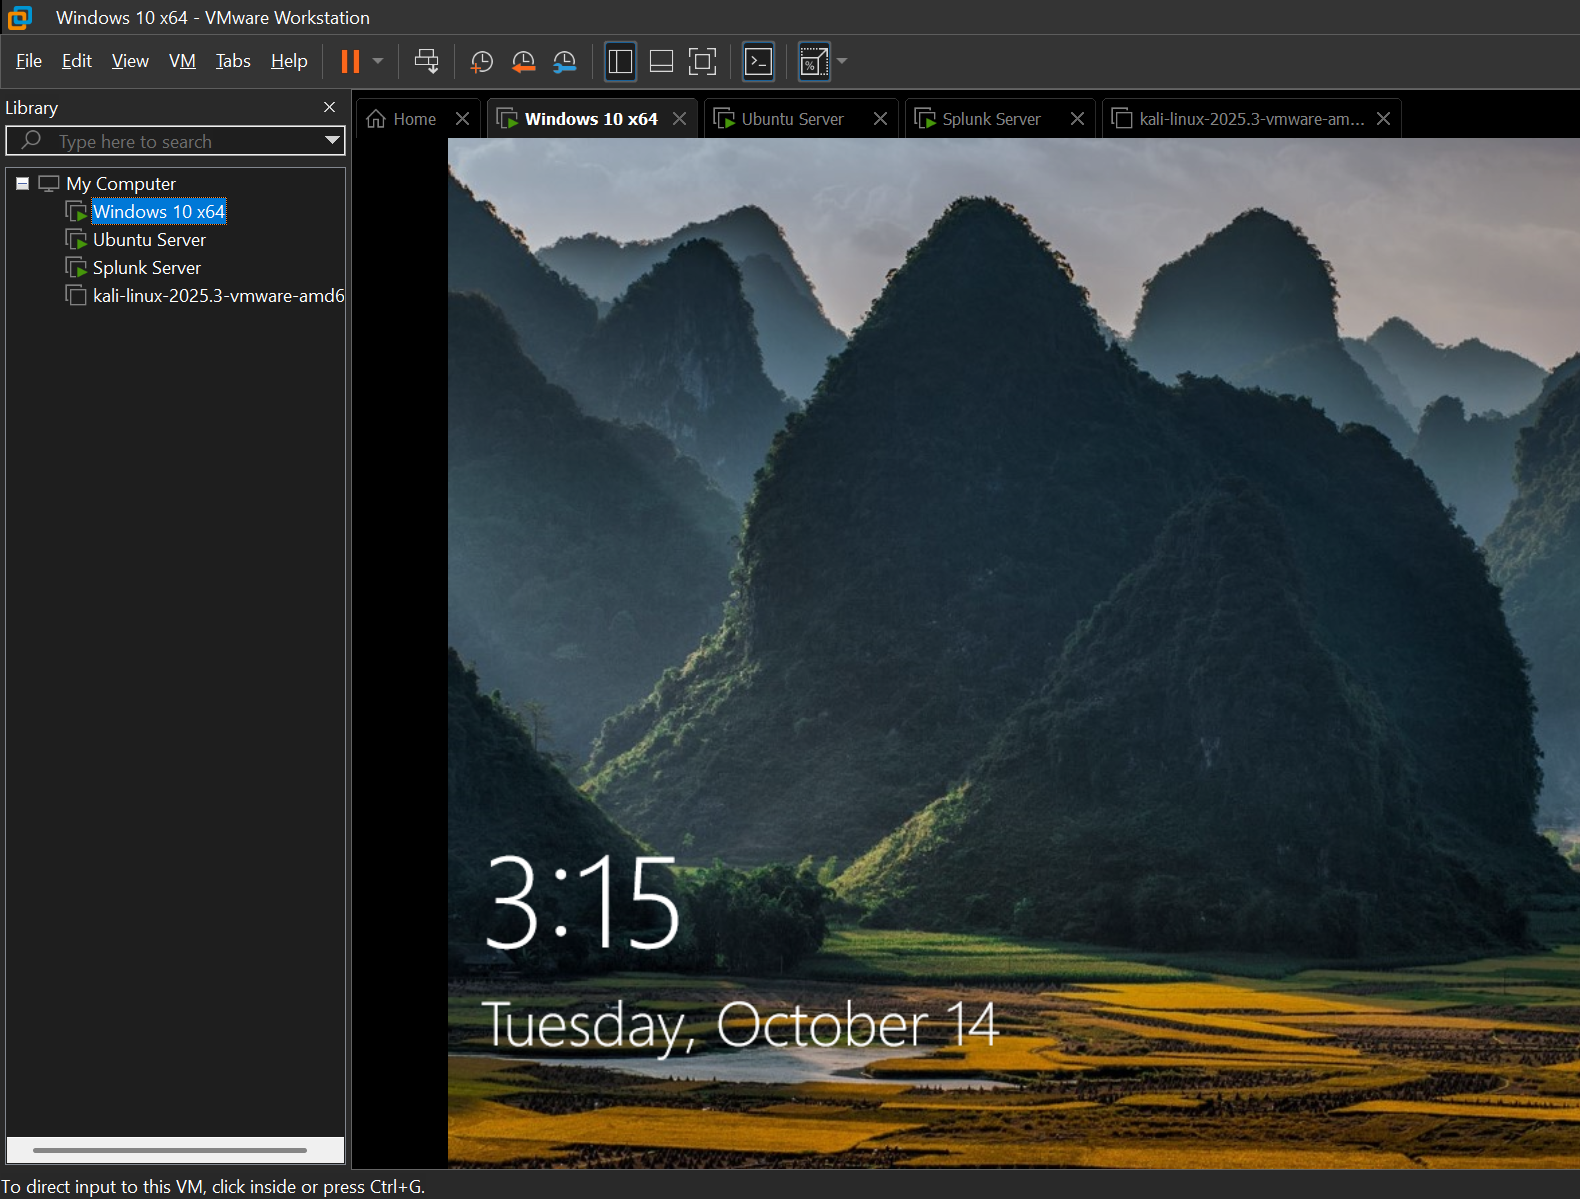 Windows 10 x64 - VMware Workstation
File Edit View VM Tabs Help
Library
Type here to search
My Computer
Windows 10 x64
Ubuntu Server
Splunk Server
kali-linux-2025.3-vmware-amd6
Home
Windows 10 x64
Ubuntu Server
Splunk Server
kali-linux-2025.3-vmware-am...
3:15
Tuesday, October 14
To direct input to this VM, click inside or press Ctrl+G.